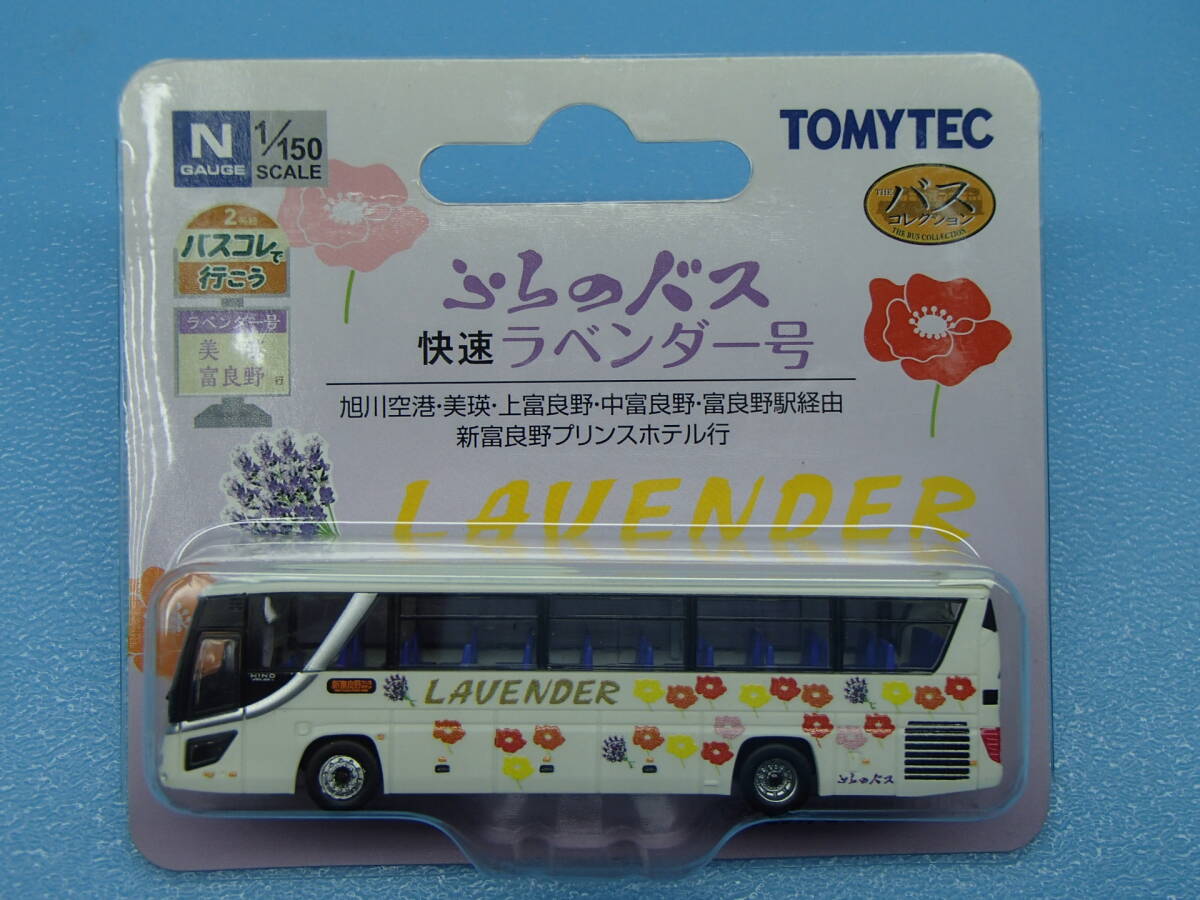 N
GAUGE
1/150
SCALE
TOMYTEC
THE
バス
コレクション
THE BUS COLLECTION
バスコレで
行こう
ラベンダー号
美
富良野 行
ふらのバス
快速 ラベンダー号
旭川空港・美瑛・上富良野・中富良野・富良野駅経由
新富良野プリンスホテル行
LAVENDER
HINO
LAVENDER
ふらのバス